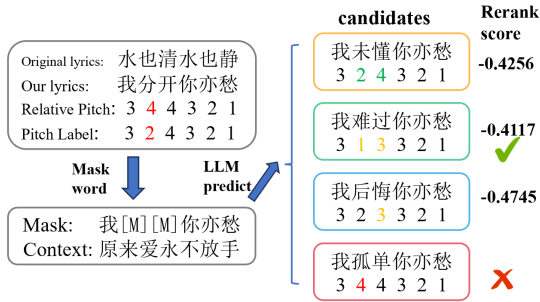 Original lyrics: 水也清水也静
Our lyrics: 我分开你亦愁
Relative Pitch: 3 4 4 3 2 1
Pitch Label: 3 2 4 3 2 1
Mask word
LLM predict
Mask: 我[M][M]你亦愁
Context: 原来爱永不放手
candidates
Rerank score
我未懂你亦愁
3 2 4 3 2 1
-0.4256
我难过你亦愁
3 1 3 3 2 1
-0.4117
我后悔你亦愁
3 2 3 3 2 1
-0.4745
我孤单你亦愁
3 4 4 3 2 1